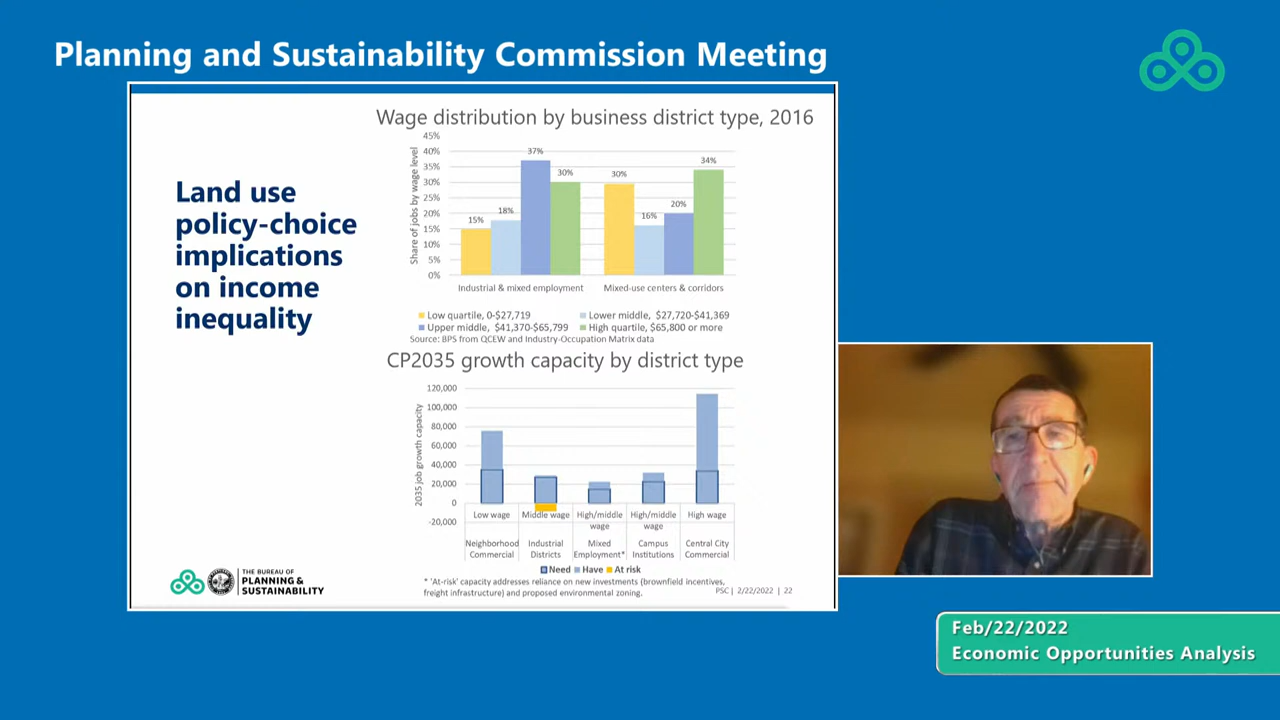 Planning and Sustainability Commission Meeting
Land use
policy-choice
implications
on income
inequality
Wage distribution by business district type, 2016
Share of jobs by wage level
45%
40%
35%
30%
25%
20%
15%
10%
5%
0%
15%
18%
37%
30%
30%
16%
20%
34%
Industrial & mixed employment
Mixed-use centers & corridors
Low quartile, 0-$27,719
Lower middle, $27,720-$41,369
Upper middle, $41,370-$65,799
High quartile, $65,800 or more
Source: BPS from QCEW and Industry-Occupation Matrix data
CP2035 growth capacity by district type
2035 job growth capacity
120,000
100,000
80,000
60,000
40,000
20,000
0
-20,000
Low wage
Middle wage
High/middle
wage
High/middle
wage
High wage
Neighborhood
Commercial
Industrial
Districts
Mixed
Employment*
Campus
Institutions
Central City
Commercial
Need Have At risk
* 'At-risk' capacity addresses reliance on new investments (brownfield incentives,
freight infrastructure) and proposed environmental zoning.
PSC | 2/22/2022 | 22
THE BUREAU OF
PLANNING &
SUSTAINABILITY
Feb/22/2022
Economic Opportunities Analysis